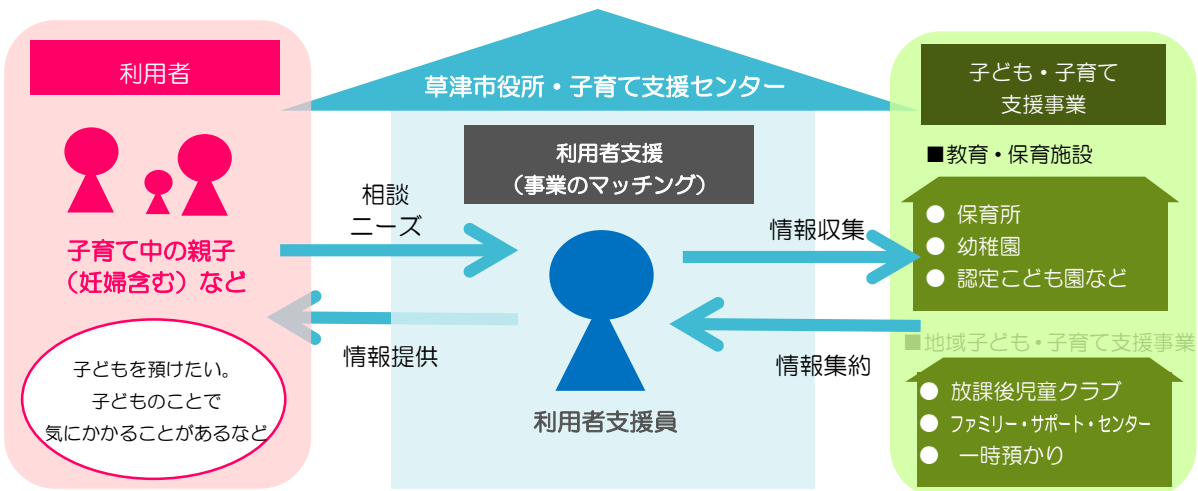 利用者
子育て中の親子
（妊婦含む）など
子どもを預けたい。
子どものことで
気にかかることがあるなど
相談
ニーズ
情報提供
草津市役所・子育て支援センター
利用者支援
（事業のマッチング）
利用者支援員
情報収集
情報集約
子ども・子育て
支援事業
■教育・保育施設
● 保育所
● 幼稚園
● 認定こども園など
■地域子ども・子育て支援事業
● 放課後児童クラブ
● ファミリー・サポート・センター
● 一時預かり